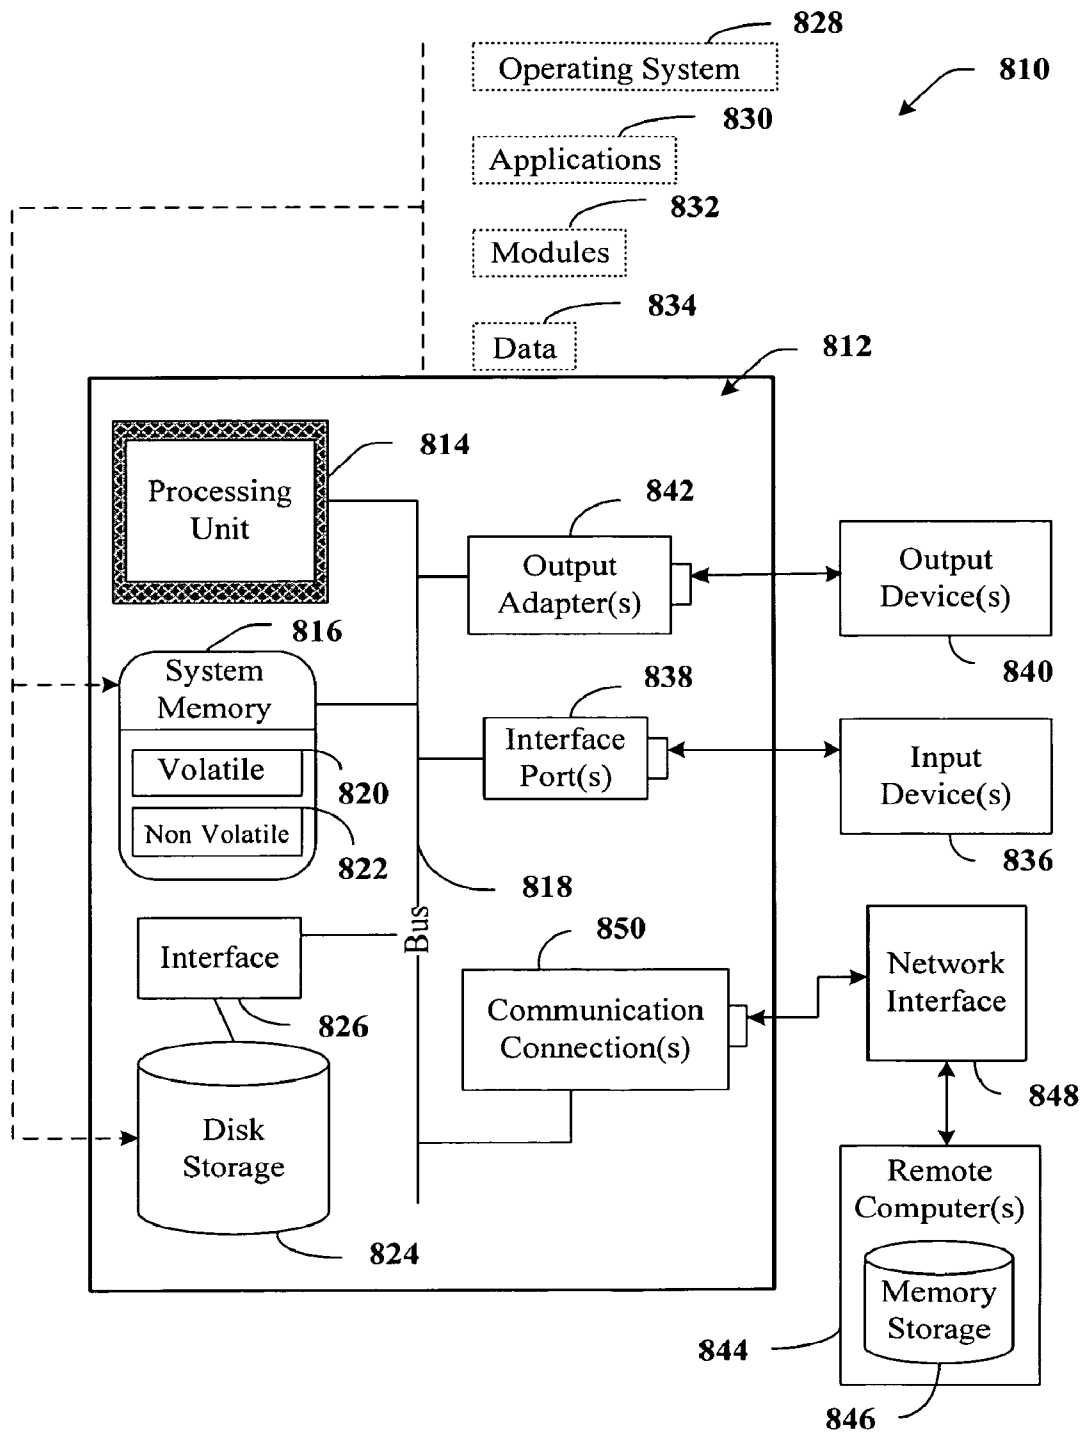 828
Operating System
810
830
Applications
832
Modules
834
Data
812
814
Processing
Unit
842
Output
Adapter(s)
Output
Device(s)
840
816
System
Memory
838
Interface
Port(s)
Input
Device(s)
836
Volatile
820
Non Volatile
822
818
Bus
850
Interface
826
Communication
Connection(s)
Network
Interface
848
Disk
Storage
824
Remote
Computer(s)
Memory
Storage
844
846